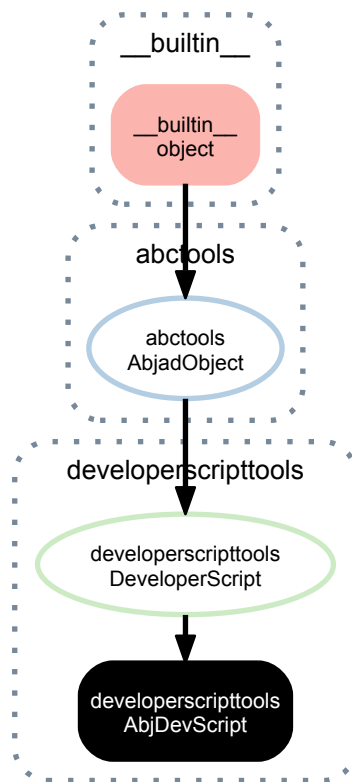 __builtin__
__builtin__
object
abctools
abctools
AbjadObject
developerscripttools
developerscripttools
DeveloperScript
developerscripttools
AbjDevScript